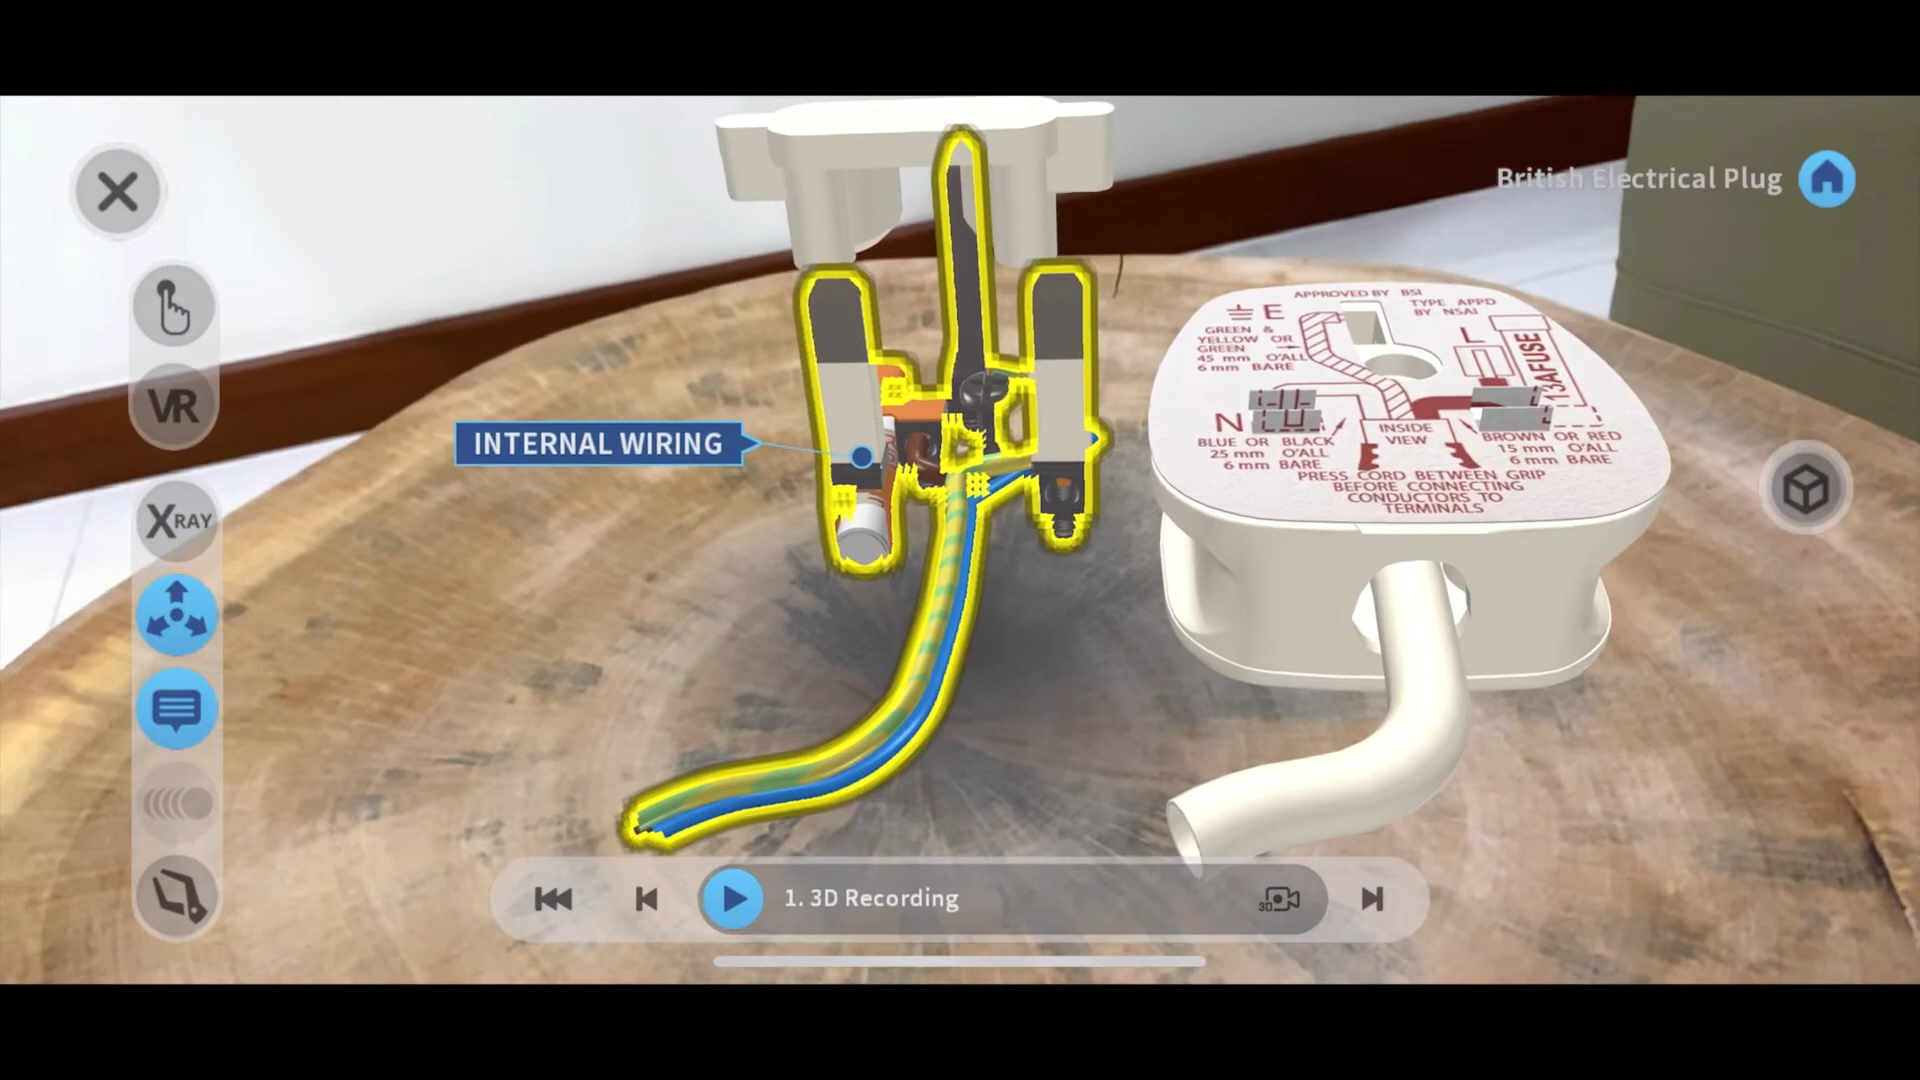 British Electrical Plug
VR
XRAY
INTERNAL WIRING
APPROVED BY BSI
TYPE APPD
BY NSAI
E
GREEN &
YELLOW OR
GREEN
45 mm O'ALL
6 mm BARE
L
13A FUSE
N
BLUE OR BLACK
25 mm O'ALL
6 mm BARE
INSIDE
VIEW
BROWN OR RED
15 mm O'ALL
6 mm BARE
PRESS CORD BETWEEN GRIP
BEFORE CONNECTING
CONDUCTORS TO
TERMINALS
1. 3D Recording
3D